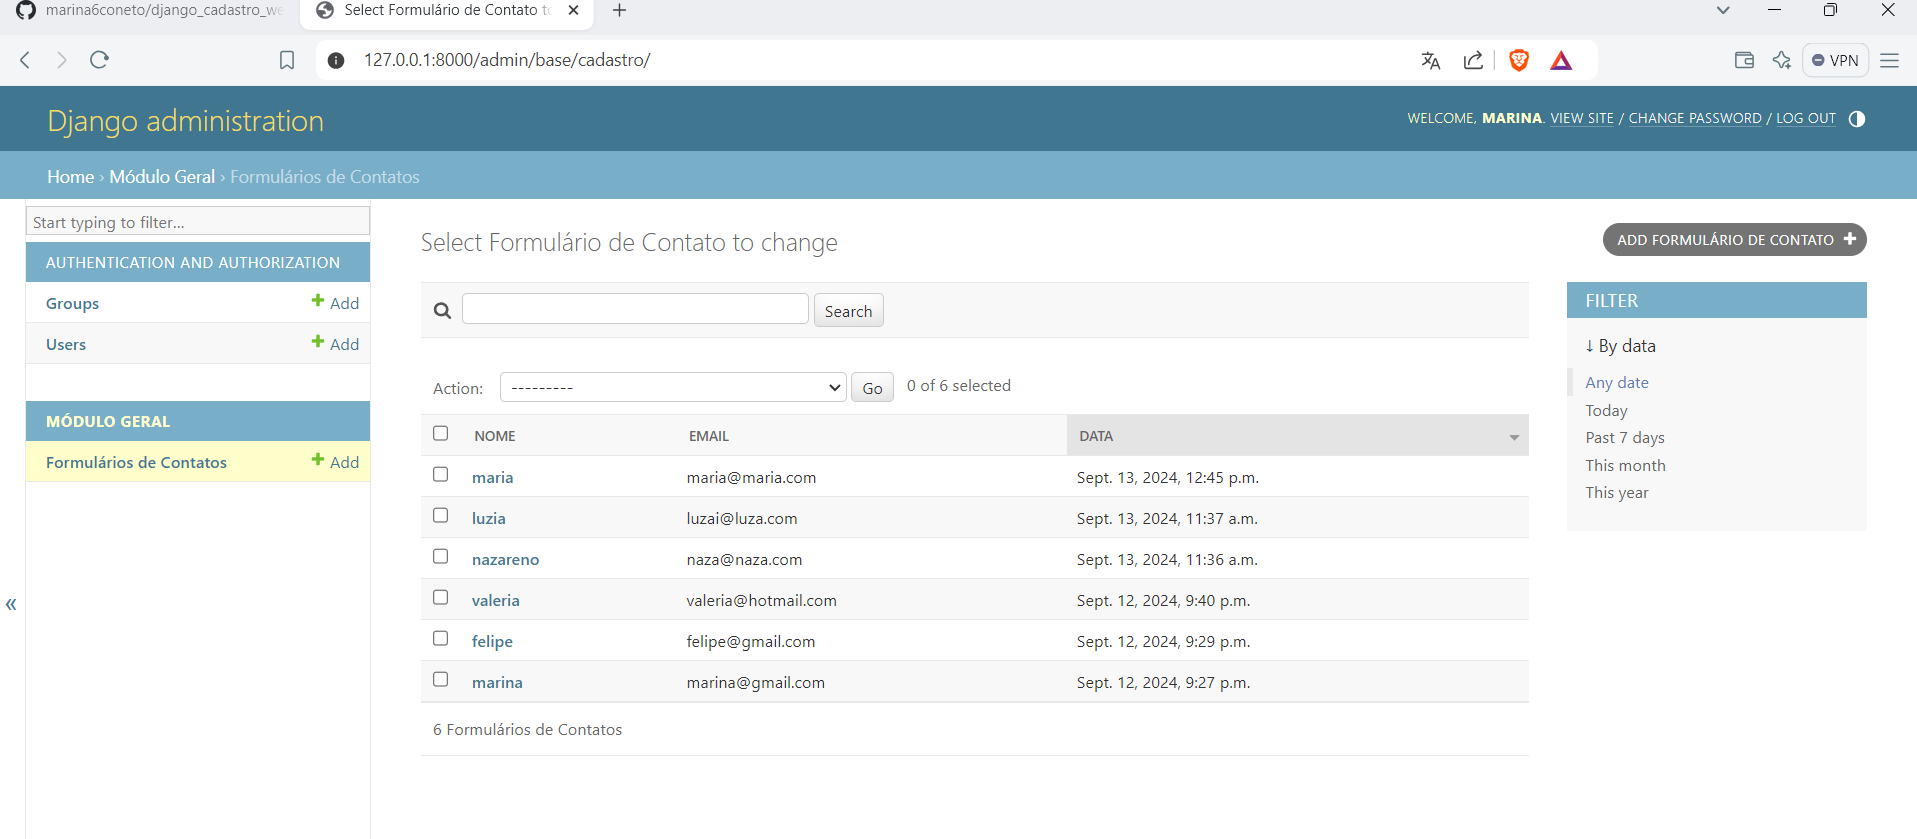 marina6coneto/django_cadastro_we
Select Formulário de Contato to
127.0.0.1:8000/admin/base/cadastro/
VPN
Django administration
WELCOME, MARINA. VIEW SITE / CHANGE PASSWORD / LOG OUT
Home › Módulo Geral › Formulários de Contatos
Start typing to filter...
AUTHENTICATION AND AUTHORIZATION
Groups + Add
Users + Add
MÓDULO GERAL
Formulários de Contatos + Add
«
Select Formulário de Contato to change
ADD FORMULÁRIO DE CONTATO +
Search
Action: --------- Go 0 of 6 selected
NOME EMAIL DATA
maria maria@maria.com Sept. 13, 2024, 12:45 p.m.
luzia luzai@luza.com Sept. 13, 2024, 11:37 a.m.
nazareno naza@naza.com Sept. 13, 2024, 11:36 a.m.
valeria valeria@hotmail.com Sept. 12, 2024, 9:40 p.m.
felipe felipe@gmail.com Sept. 12, 2024, 9:29 p.m.
marina marina@gmail.com Sept. 12, 2024, 9:27 p.m.
6 Formulários de Contatos
FILTER
↓ By data
Any date
Today
Past 7 days
This month
This year